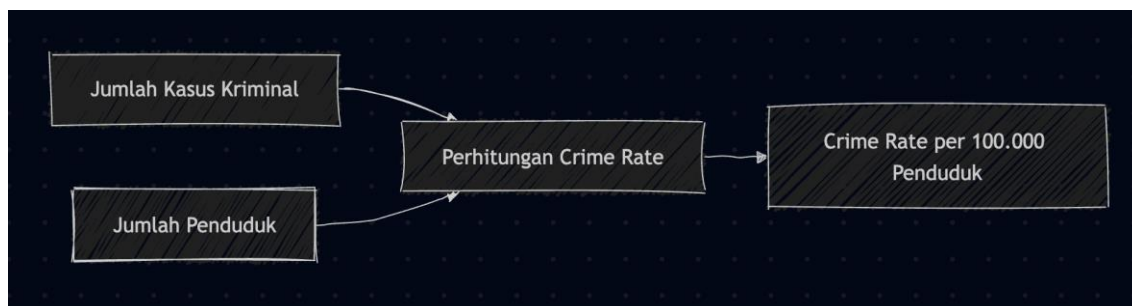 Jumlah Kasus Kriminal
Perhitungan Crime Rate
Crime Rate per 100.000
Penduduk
Jumlah Penduduk